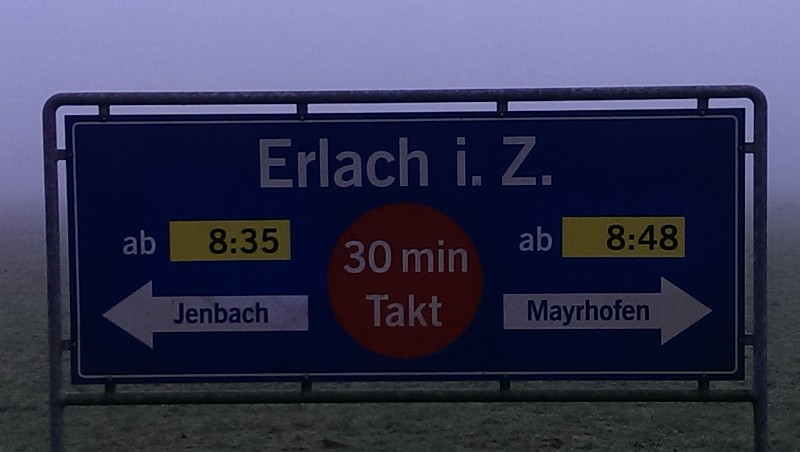 Erlach i. Z.
ab 8:35
Jenbach
30 min
Takt
ab 8:48
Mayrhofen